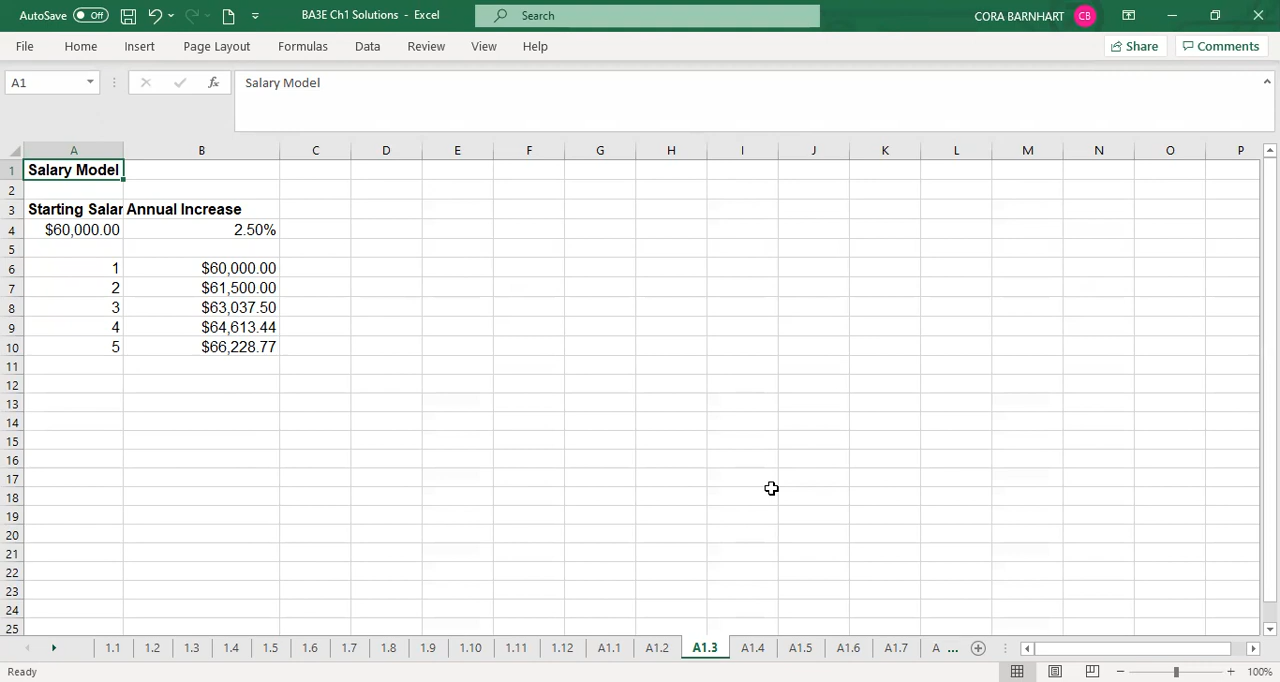 AutoSave Off BA3E Ch1 Solutions - Excel Search CORA BARNHART CB
File Home Insert Page Layout Formulas Data Review View Help Share Comments
A1 fx Salary Model
A B C D E F G H I J K L M N O P
1 Salary Model
2
3 Starting Salar Annual Increase
4 $60,000.00 2.50%
5
6 1 $60,000.00
7 2 $61,500.00
8 3 $63,037.50
9 4 $64,613.44
10 5 $66,228.77
11
12
13
14
15
16
17
18
19
20
21
22
23
24
25
1.1 1.2 1.3 1.4 1.5 1.6 1.7 1.8 1.9 1.10 1.11 1.12 A1.1 A1.2 A1.3 A1.4 A1.5 A1.6 A1.7 A ...
Ready 100%